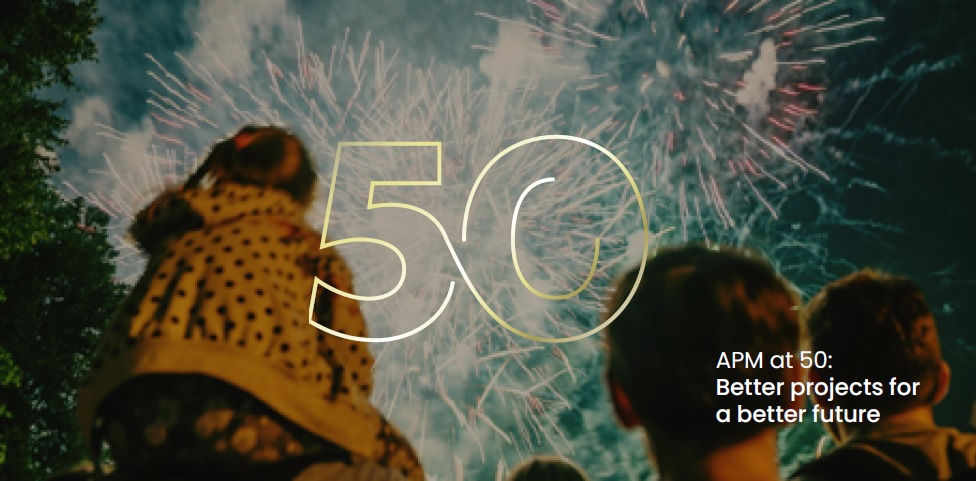 50
APM at 50:
Better projects for
a better future